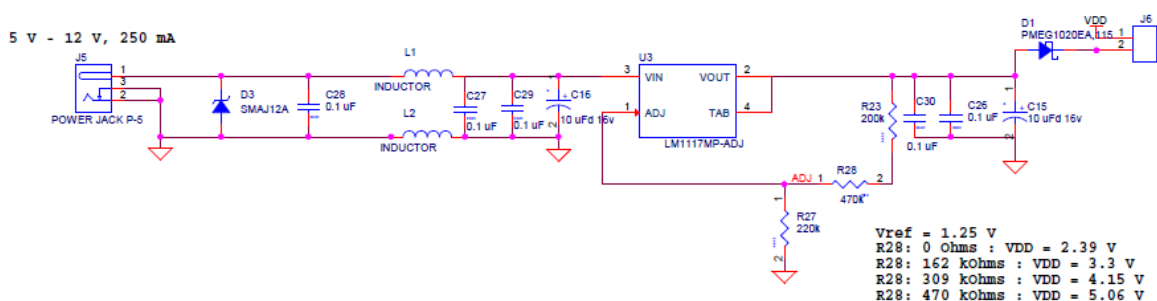 5 V - 12 V, 250 mA
J5
1
3
2
POWER JACK P-5
D3
SMAJ12A
C28
0.1 uF
L1
INDUCTOR
L2
INDUCTOR
C27
0.1 uF
C29
0.1 uF
1
+
C16
10 uFd 16v
2
U3
3
VIN
VOUT
2
1
ADJ
TAB
4
LM1117MP-ADJ
R23
200k
C30
0.1 uF
C26
0.1 uF
1
+
C15
10 uFd 16v
2
D1
PMEG1020EA,115
VDD
J6
1
2
ADJ
1
R28
2
470k
1
R27
220k
2
Vref = 1.25 V
R28: 0 Ohms : VDD = 2.39 V
R28: 162 kOhms : VDD = 3.3 V
R28: 309 kOhms : VDD = 4.15 V
R28: 470 kOhms : VDD = 5.06 V